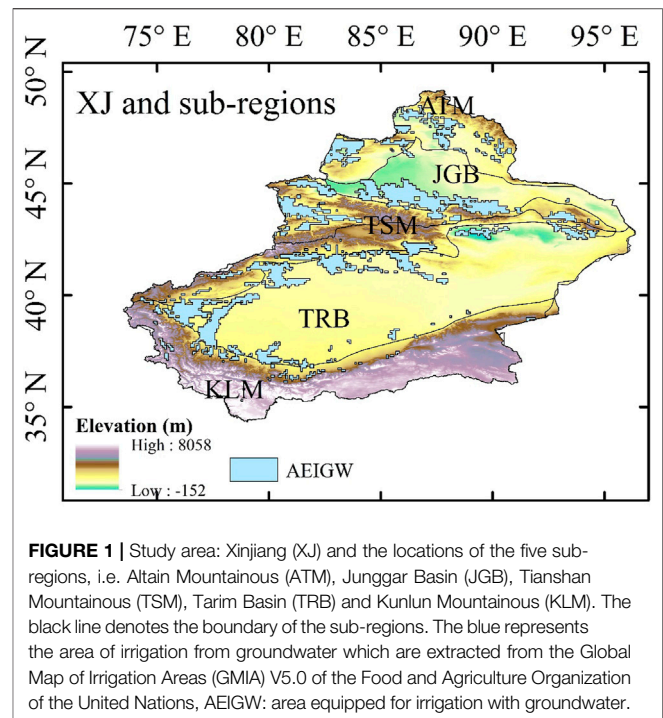 75° E 80° E 85° E 90° E 95° E
50° N
45° N
40° N
35° N
XJ and sub-regions
ATM
JGB
TSM
TRB
KLM
Elevation (m)
High : 8058
Low : -152
AEIGW
FIGURE 1 | Study area: Xinjiang (XJ) and the locations of the five sub-
regions, i.e. Altain Mountainous (ATM), Junggar Basin (JGB), Tianshan
Mountainous (TSM), Tarim Basin (TRB) and Kunlun Mountainous (KLM). The
black line denotes the boundary of the sub-regions. The blue represents
the area of irrigation from groundwater which are extracted from the Global
Map of Irrigation Areas (GMIA) V5.0 of the Food and Agriculture Organization
of the United Nations, AEIGW: area equipped for irrigation with groundwater.